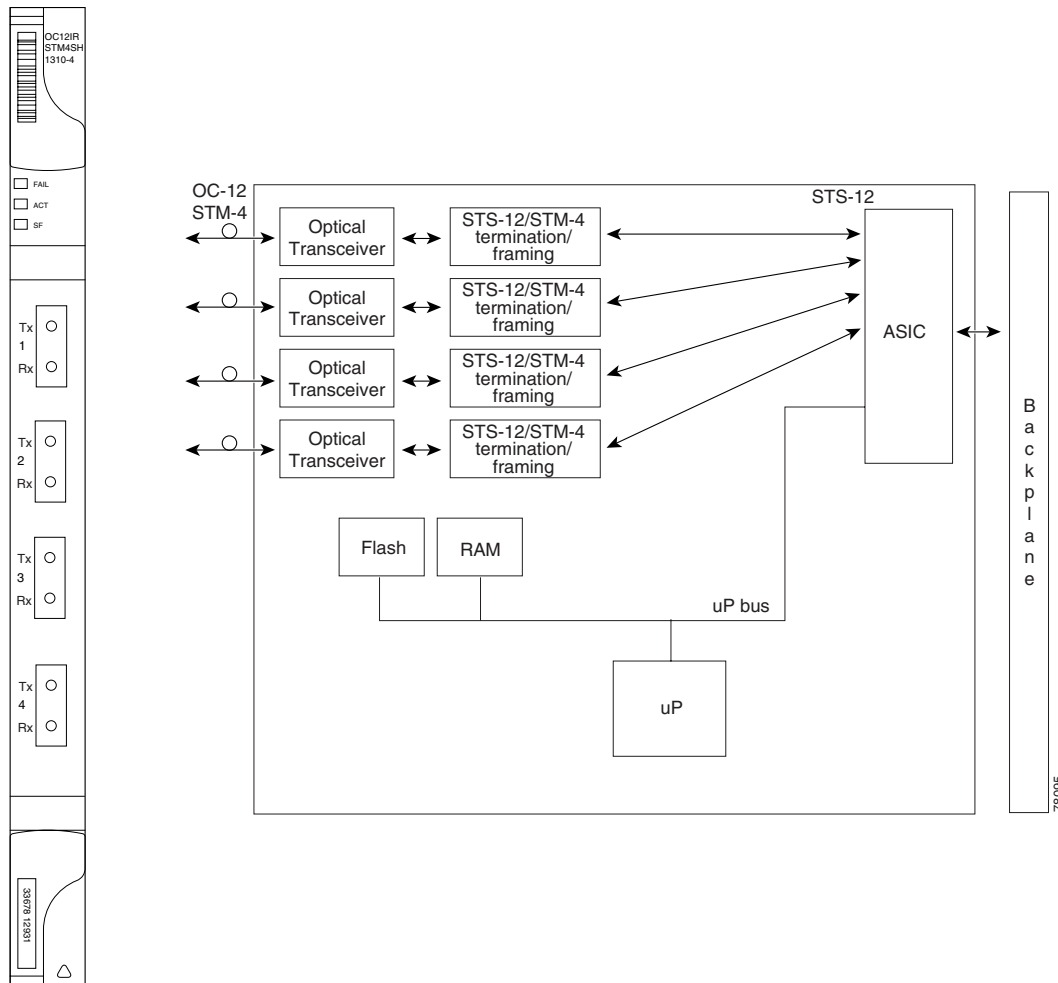 OC12IR
STM4SH
1310-4
FAIL
ACT
SF
Tx
1
Rx
Tx
2
Rx
Tx
3
Rx
Tx
4
Rx
33678 12931
OC-12
STM-4
STS-12
Optical
Transceiver
STS-12/STM-4
termination/
framing
Optical
Transceiver
STS-12/STM-4
termination/
framing
Optical
Transceiver
STS-12/STM-4
termination/
framing
Optical
Transceiver
STS-12/STM-4
termination/
framing
ASIC
Flash
RAM
uP bus
uP
Backplane
78095